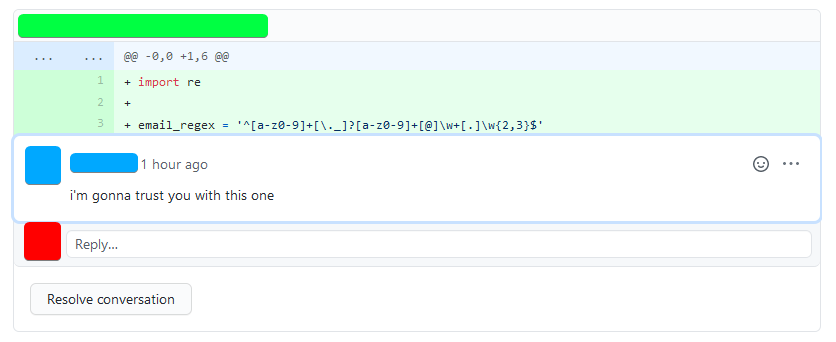 ... ... @@ -0,0 +1,6 @@
1 + import re
2 +
3 + email_regex = '^[a-z0-9]+[\._]?[a-z0-9]+[@]\w+[.]\w{2,3}$'
1 hour ago
i'm gonna trust you with this one
Reply...
Resolve conversation